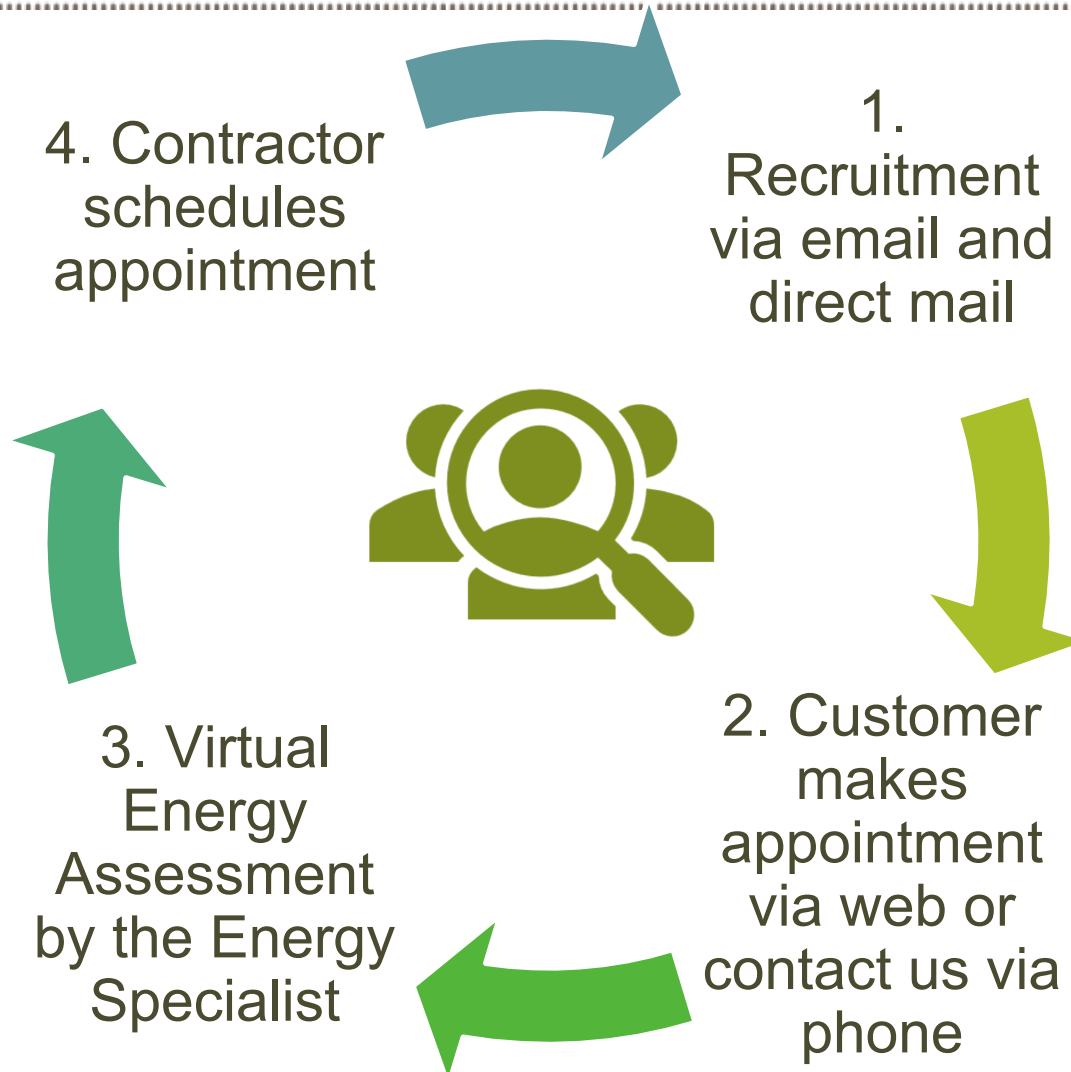 1.
Recruitment
via email and
direct mail
2. Customer
makes
appointment
via web or
contact us via
phone
3. Virtual
Energy
Assessment
by the Energy
Specialist
4. Contractor
schedules
appointment